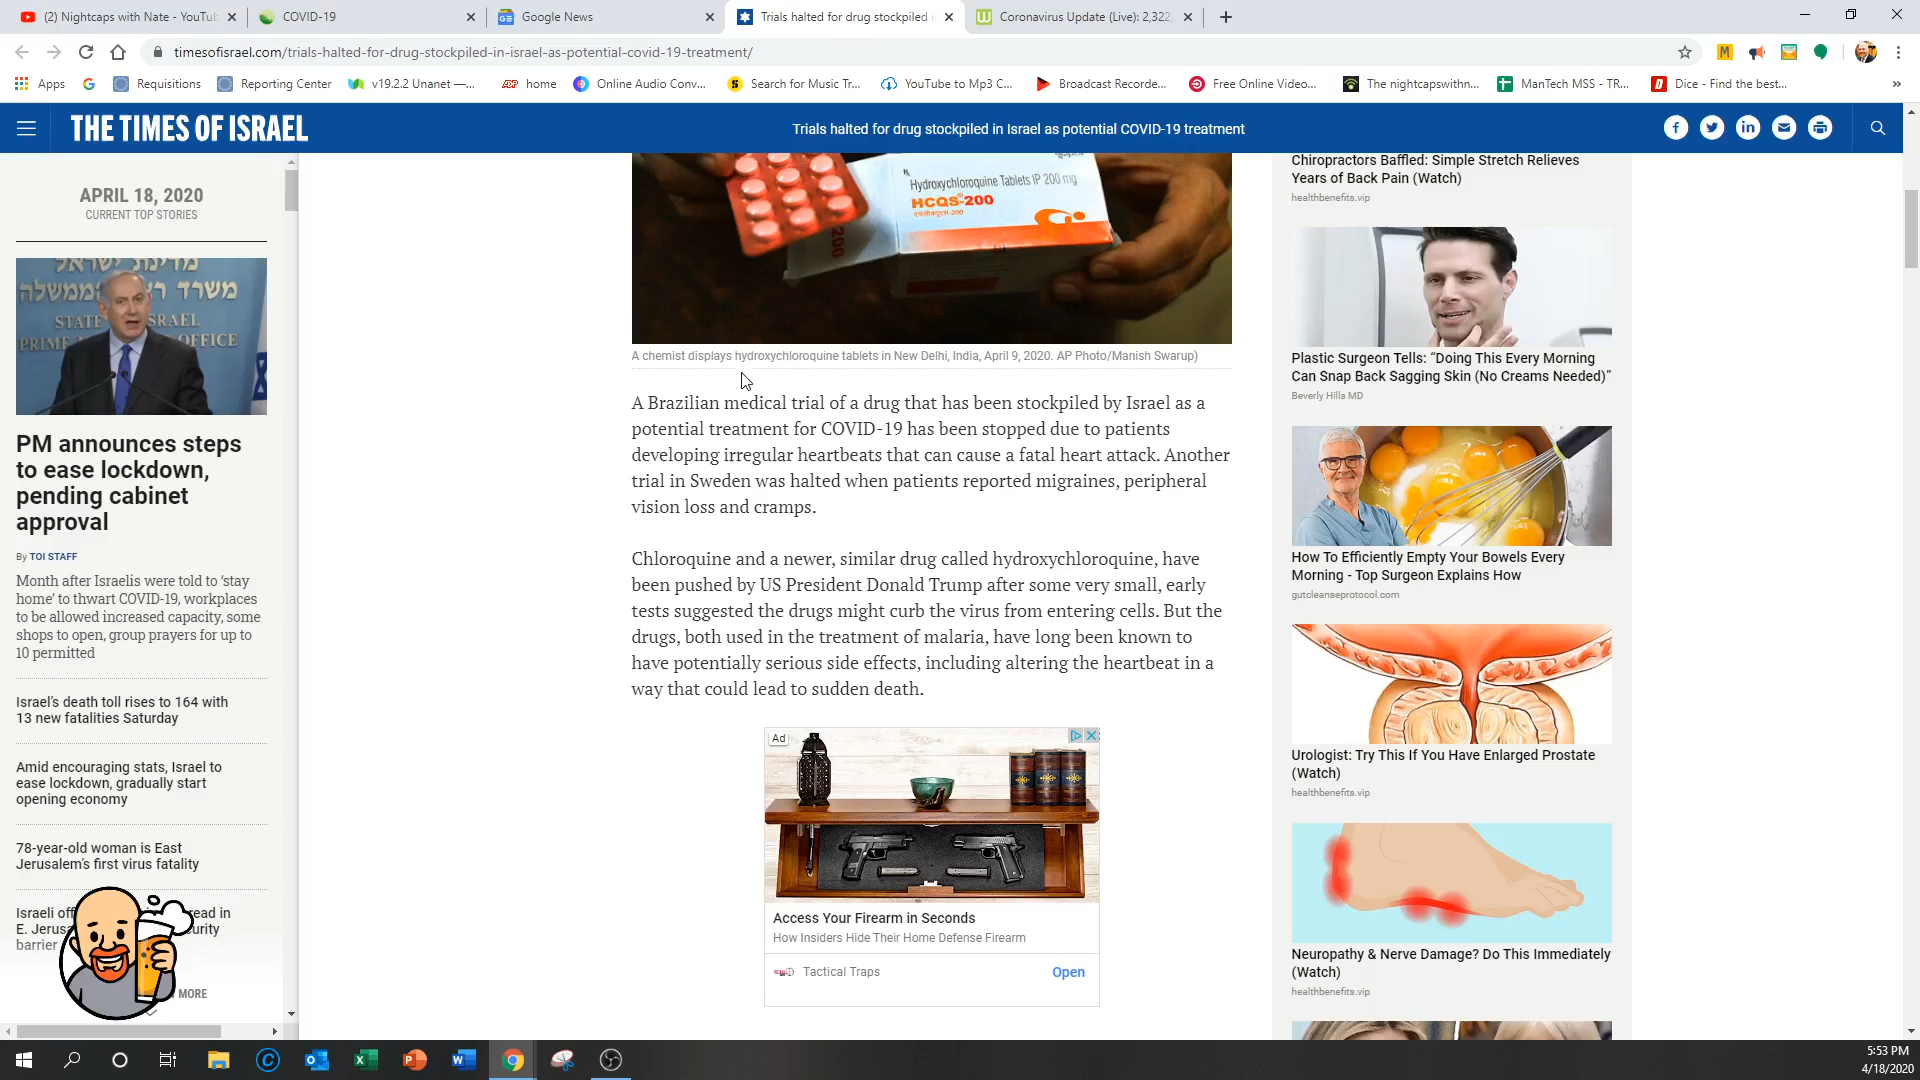 (2) Nightcaps with Nate - YouTu
COVID-19
Google News
Trials halted for drug stockpiled i
Coronavirus Update (Live): 2,322,
timesofisrael.com/trials-halted-for-drug-stockpiled-in-israel-as-potential-covid-19-treatment/
Apps
Requisitions
Reporting Center
v19.2.2 Unanet —...
home
Online Audio Conv...
Search for Music Tr...
YouTube to Mp3 C...
Broadcast Recorde...
Free Online Video...
The nightcapswithn...
ManTech MSS - TR...
Dice - Find the best...
THE TIMES OF ISRAEL
Trials halted for drug stockpiled in Israel as potential COVID-19 treatment
APRIL 18, 2020
CURRENT TOP STORIES
מדינת ישראל
משרד ראש הממשלה
STATE ISRAEL
PRIME OFFICE
PM announces steps
to ease lockdown,
pending cabinet
approval
By TOI STAFF
Month after Israelis were told to ‘stay
home’ to thwart COVID-19, workplaces
to be allowed increased capacity, some
shops to open, group prayers for up to
10 permitted
Israel’s death toll rises to 164 with
13 new fatalities Saturday
Amid encouraging stats, Israel to
ease lockdown, gradually start
opening economy
78-year-old woman is East
Jerusalem’s first virus fatality
Israeli off read in
E. Jerusa urity
barrier
MORE
Hydroxychloroquine Tablets IP 200 mg
HCQS-200
200
A chemist displays hydroxychloroquine tablets in New Delhi, India, April 9, 2020. AP Photo/Manish Swarup)
A Brazilian medical trial of a drug that has been stockpiled by Israel as a
potential treatment for COVID-19 has been stopped due to patients
developing irregular heartbeats that can cause a fatal heart attack. Another
trial in Sweden was halted when patients reported migraines, peripheral
vision loss and cramps.
Chloroquine and a newer, similar drug called hydroxychloroquine, have
been pushed by US President Donald Trump after some very small, early
tests suggested the drugs might curb the virus from entering cells. But the
drugs, both used in the treatment of malaria, have long been known to
have potentially serious side effects, including altering the heartbeat in a
way that could lead to sudden death.
Ad
Access Your Firearm in Seconds
How Insiders Hide Their Home Defense Firearm
Tactical Traps
Open
Chiropractors Baffled: Simple Stretch Relieves
Years of Back Pain (Watch)
healthbenefits.vip
Plastic Surgeon Tells: “Doing This Every Morning
Can Snap Back Sagging Skin (No Creams Needed)”
Beverly Hills MD
How To Efficiently Empty Your Bowels Every
Morning - Top Surgeon Explains How
gutcleanseprotocol.com
Urologist: Try This If You Have Enlarged Prostate
(Watch)
healthbenefits.vip
Neuropathy & Nerve Damage? Do This Immediately
(Watch)
healthbenefits.vip
5:53 PM
4/18/2020